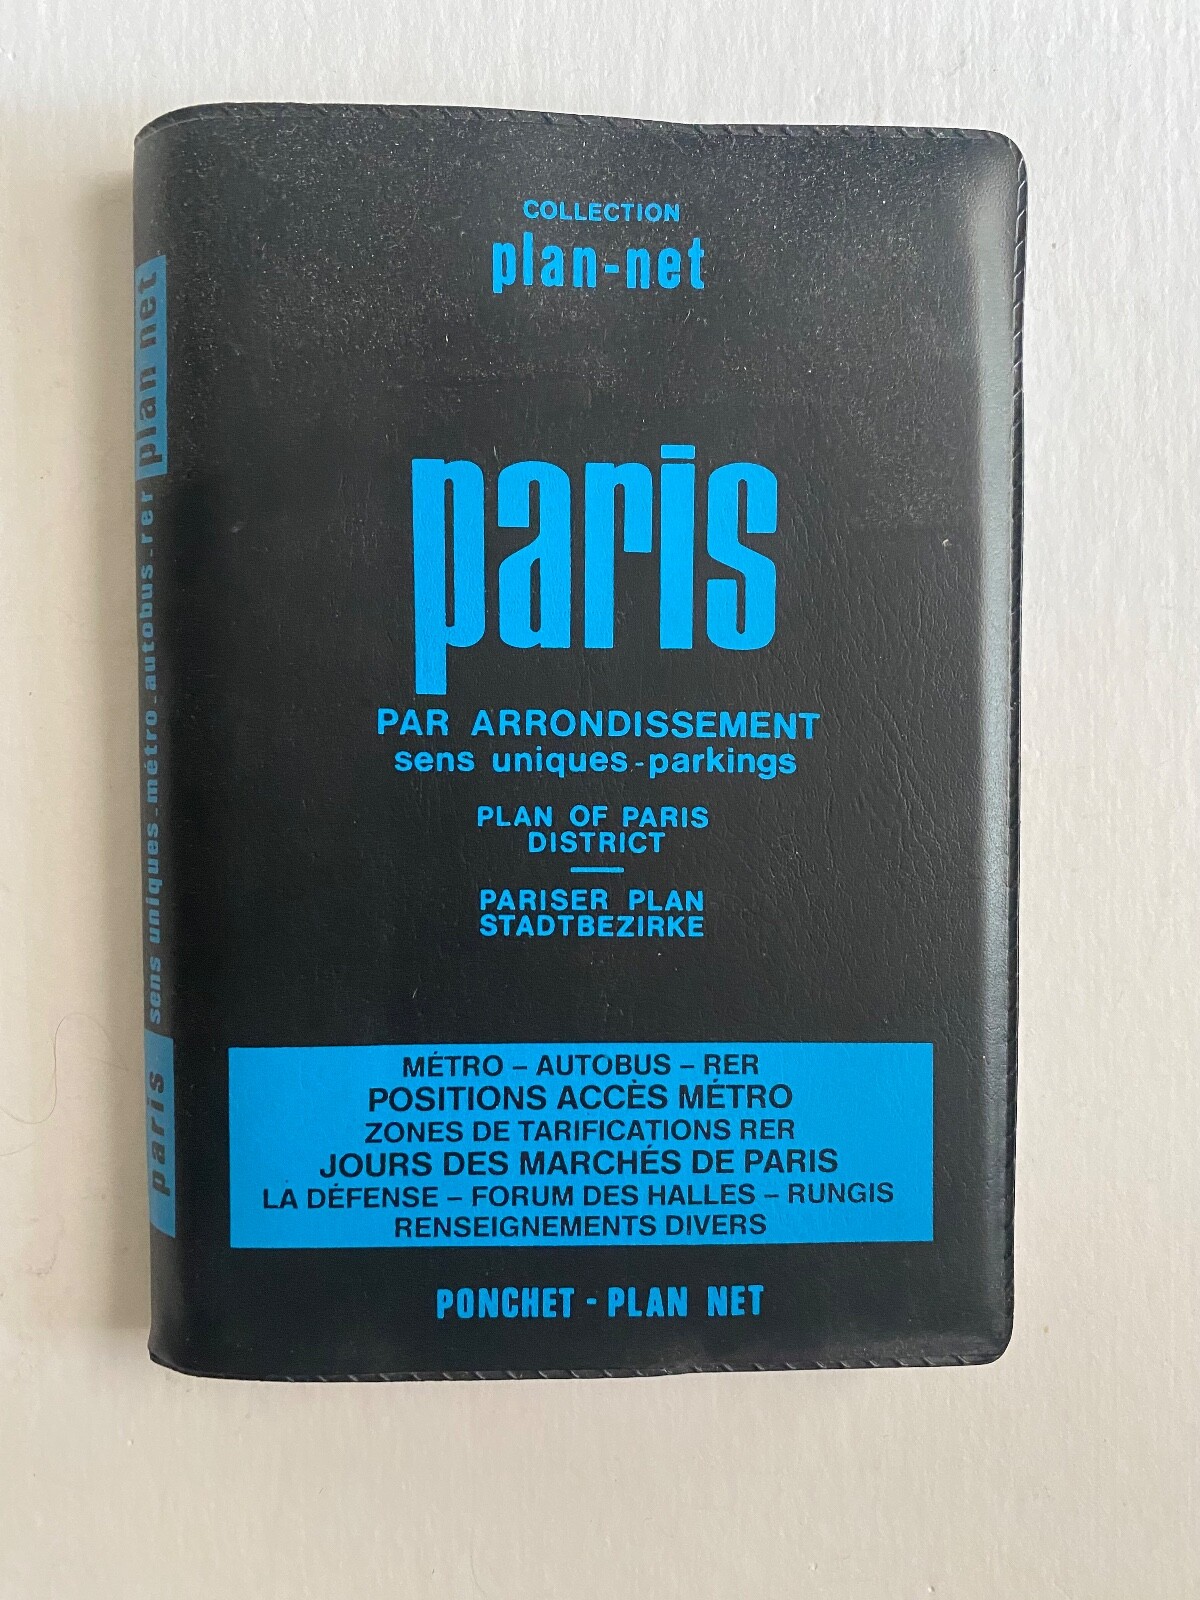 COLLECTION
plan-net
paris
PAR ARRONDISSEMENT
sens uniques-parkings
PLAN OF PARIS
DISTRICT
PARISER PLAN
STADTBEZIRKE
MÉTRO – AUTOBUS – RER
POSITIONS ACCÈS MÉTRO
ZONES DE TARIFICATIONS RER
JOURS DES MARCHÉS DE PARIS
LA DÉFENSE – FORUM DES HALLES – RUNGIS
RENSEIGNEMENTS DIVERS
PONCHET - PLAN NET
paris sens uniques-métro-autobus-rer plan net